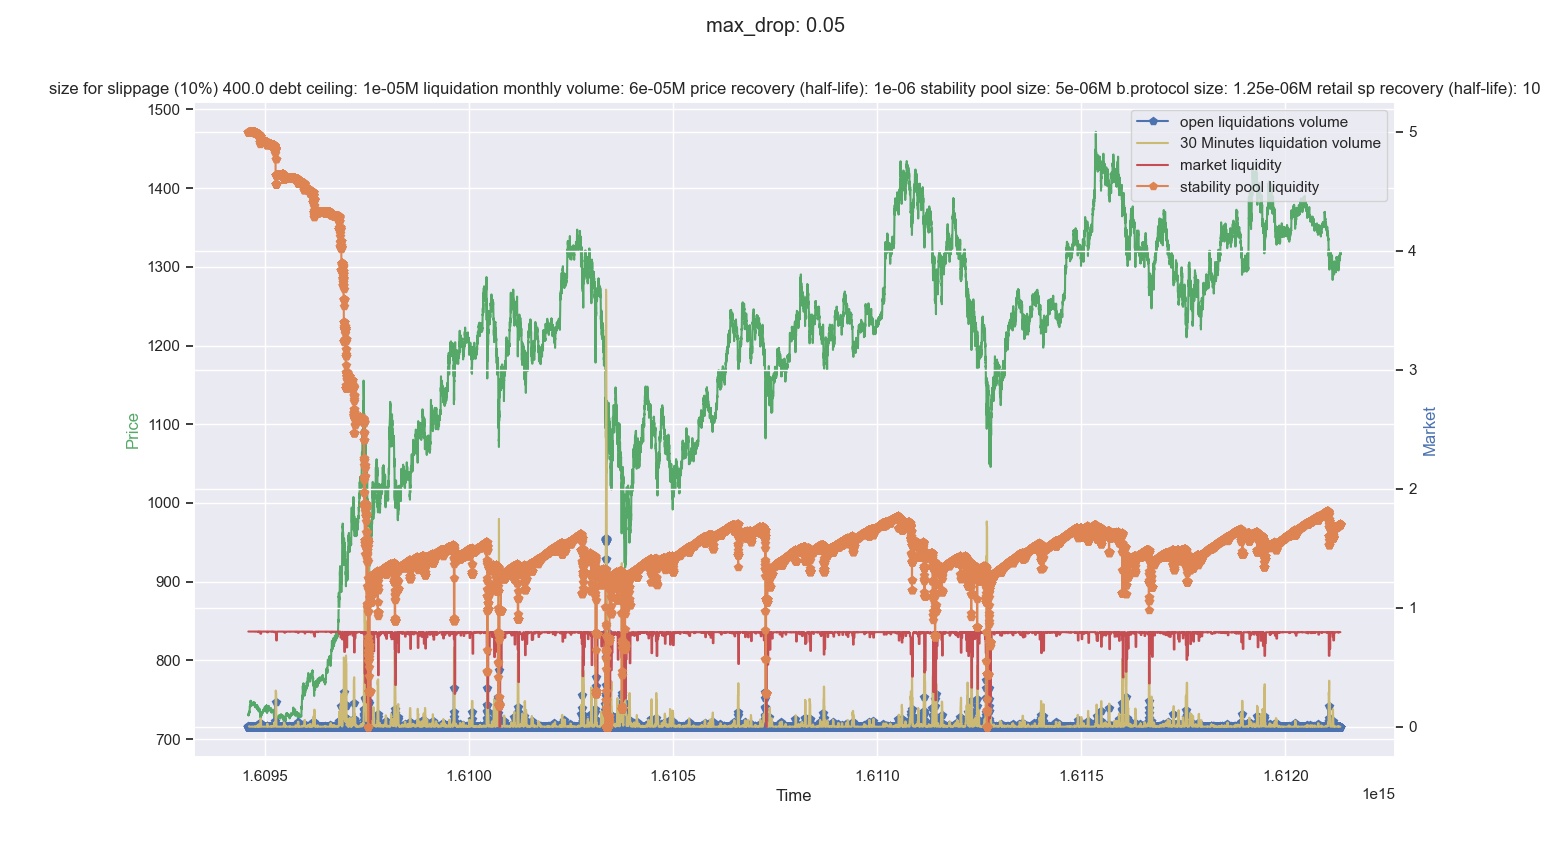 max_drop: 0.05
size for slippage (10%) 400.0 debt ceiling: 1e-05M liquidation monthly volume: 6e-05M price recovery (half-life): 1e-06 stability pool size: 5e-06M b.protocol size: 1.25e-06M retail sp recovery (half-life): 10
open liquidations volume
30 Minutes liquidation volume
market liquidity
stability pool liquidity
1500
1400
1300
1200
1100
1000
900
800
700
Price
5
4
3
2
1
0
Market
1.6095
1.6100
1.6105
1.6110
1.6115
1.6120
1e15
Time